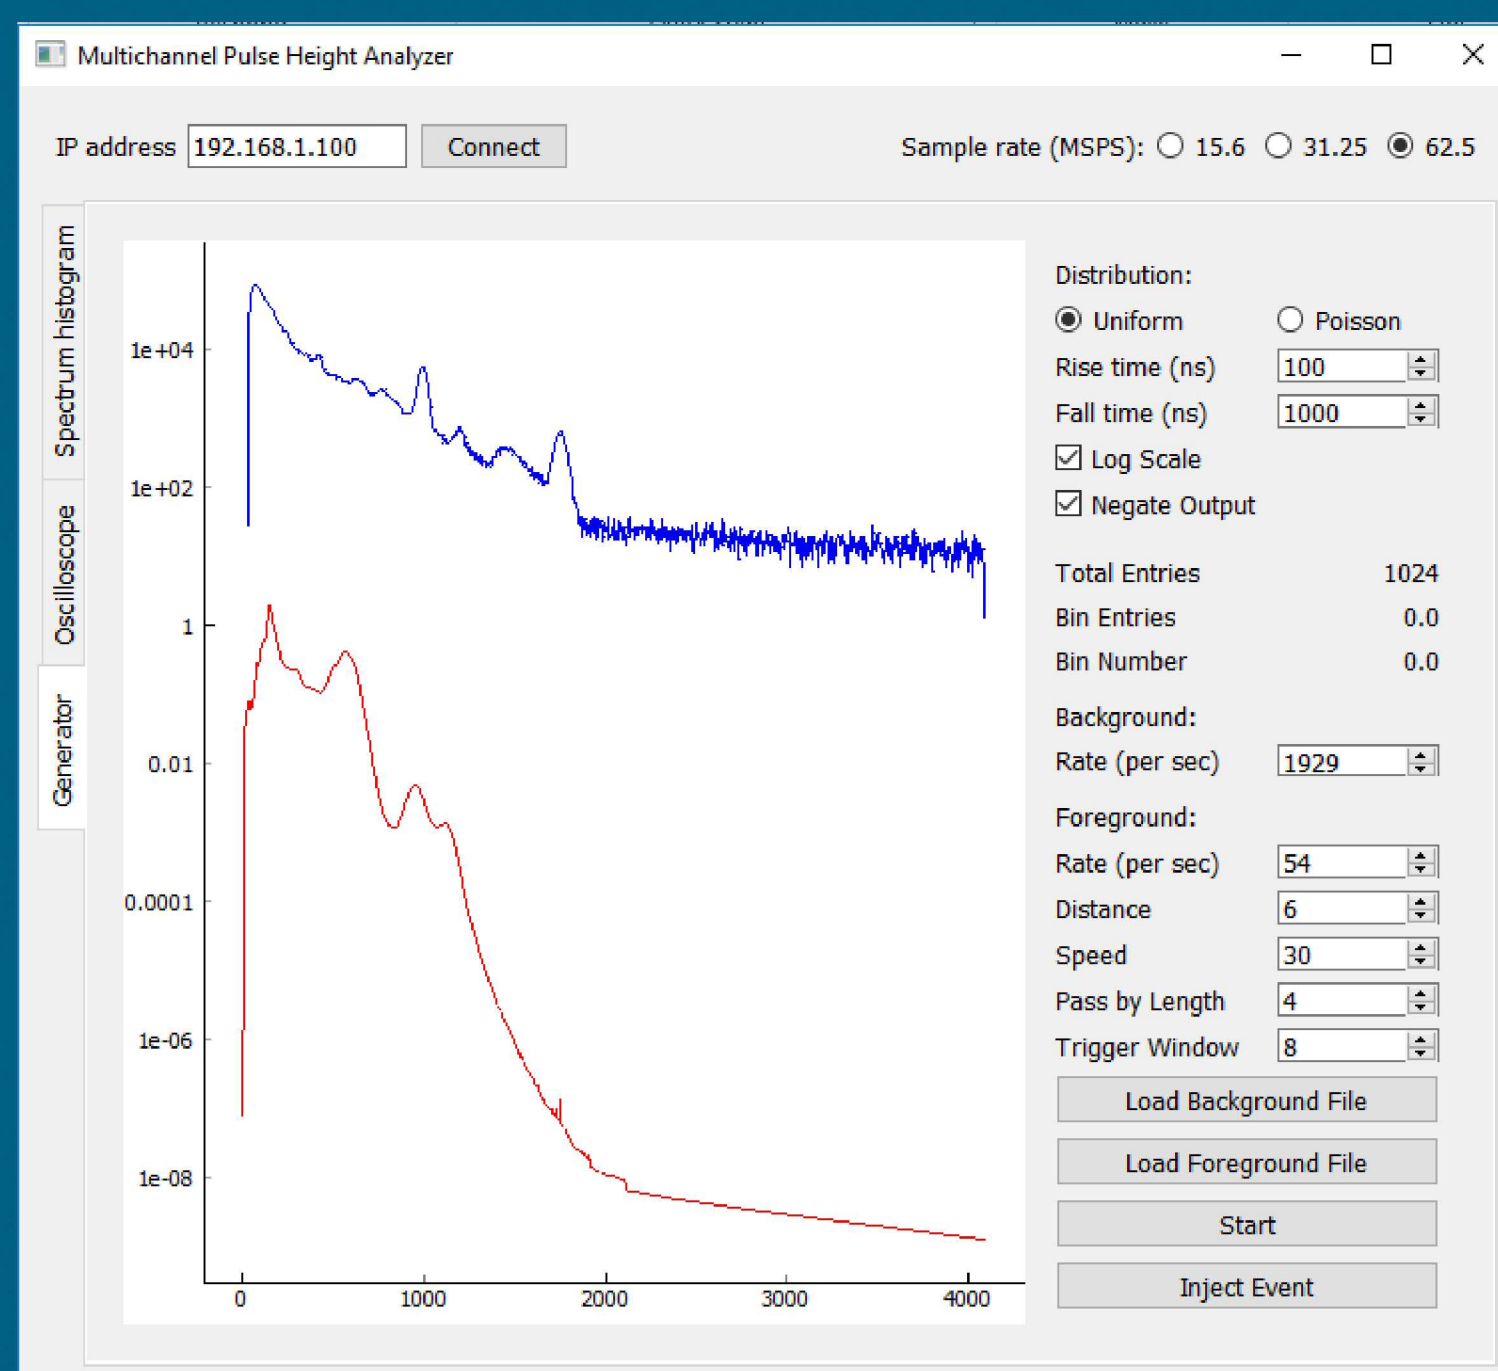 Multichannel Pulse Height Analyzer
IP address 192.168.1.100 Connect Sample rate (MSPS): 15.6 31.25 62.5
Spectrum histogram
Oscilloscope
Generator
1e+04
1e+02
1
0.01
0.0001
1e-06
1e-08
0 1000 2000 3000 4000
Distribution:
Uniform Poisson
Rise time (ns) 100
Fall time (ns) 1000
Log Scale
Negate Output
Total Entries 1024
Bin Entries 0.0
Bin Number 0.0
Background:
Rate (per sec) 1929
Foreground:
Rate (per sec) 54
Distance 6
Speed 30
Pass by Length 4
Trigger Window 8
Load Background File
Load Foreground File
Start
Inject Event